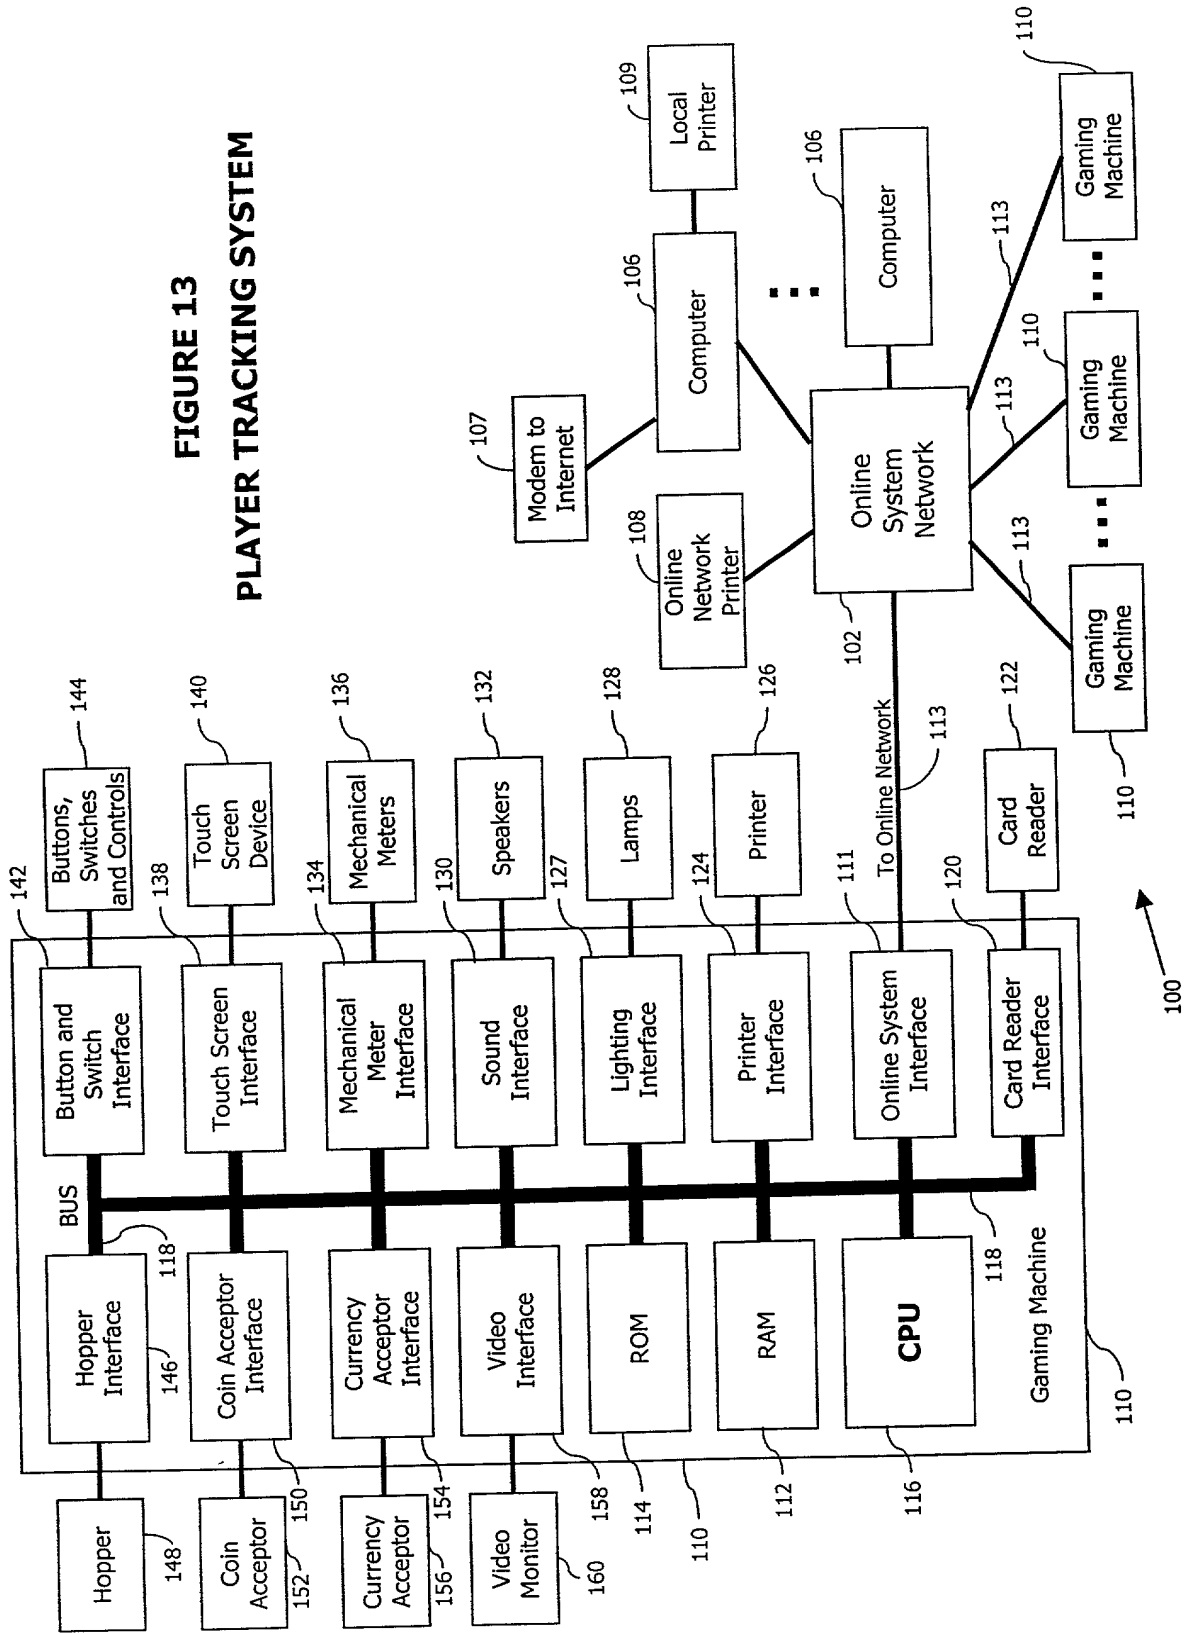 FIGURE 13
PLAYER TRACKING SYSTEM
Hopper
148
Hopper
Interface
146
BUS
118
Button and
Switch
Interface
142
Buttons,
Switches
and Controls
144
Coin
Acceptor
152
Coin Acceptor
Interface
150
Touch Screen
Interface
138
Touch
Screen
Device
140
Currency
Acceptor
156
Currency
Acceptor
Interface
154
Mechanical
Meter
Interface
134
Mechanical
Meters
136
Video
Monitor
160
Video
Interface
158
Sound
Interface
130
Speakers
132
ROM
114
Lighting
Interface
127
Lamps
128
RAM
112
Printer
Interface
124
Printer
126
CPU
116
Online System
Interface
111
To Online Network
113
118
Card Reader
Interface
120
Card
Reader
122
Gaming Machine
110
110
100
Online
System
Network
102
Online
Network
Printer
108
Modem to
Internet
107
Computer
106
Local
Printer
109
Computer
106
113
113
113
Gaming
Machine
110
Gaming
Machine
110
Gaming
Machine
110